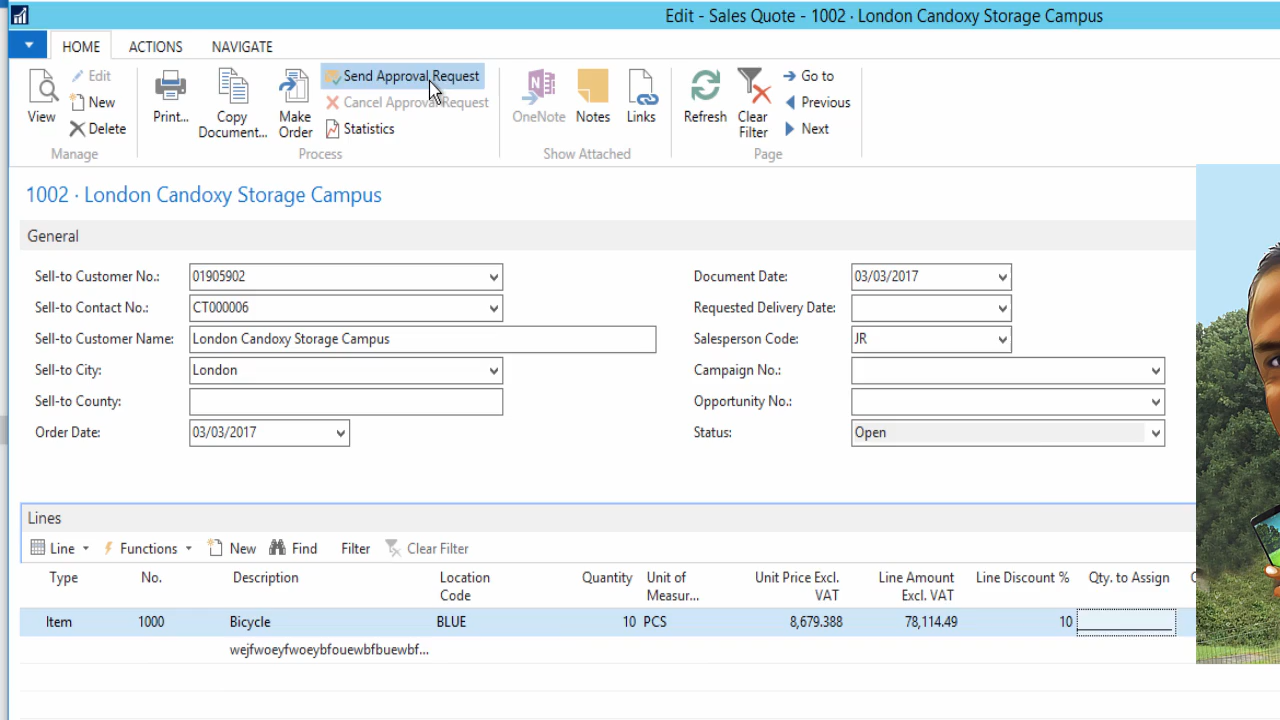 Edit - Sales Quote - 1002 · London Candoxy Storage Campus
HOME ACTIONS NAVIGATE
View
Edit
New
Delete
Manage
Print...
Copy Document...
Make Order
Send Approval Request
Cancel Approval Request
Statistics
Process
OneNote
Notes
Links
Show Attached
Refresh
Clear Filter
Go to
Previous
Next
Page
1002 · London Candoxy Storage Campus
General
Sell-to Customer No.: 01905902
Sell-to Contact No.: CT000006
Sell-to Customer Name: London Candoxy Storage Campus
Sell-to City: London
Sell-to County:
Order Date: 03/03/2017
Document Date: 03/03/2017
Requested Delivery Date:
Salesperson Code: JR
Campaign No.:
Opportunity No.:
Status: Open
Lines
Line Functions New Find Filter Clear Filter
Type No. Description Location Code Quantity Unit of Measur... Unit Price Excl. VAT Line Amount Excl. VAT Line Discount % Qty. to Assign
Item 1000 Bicycle BLUE 10 PCS 8,679.388 78,114.49 10
wejfwoeyfwoeybfouewbfbuewbf...